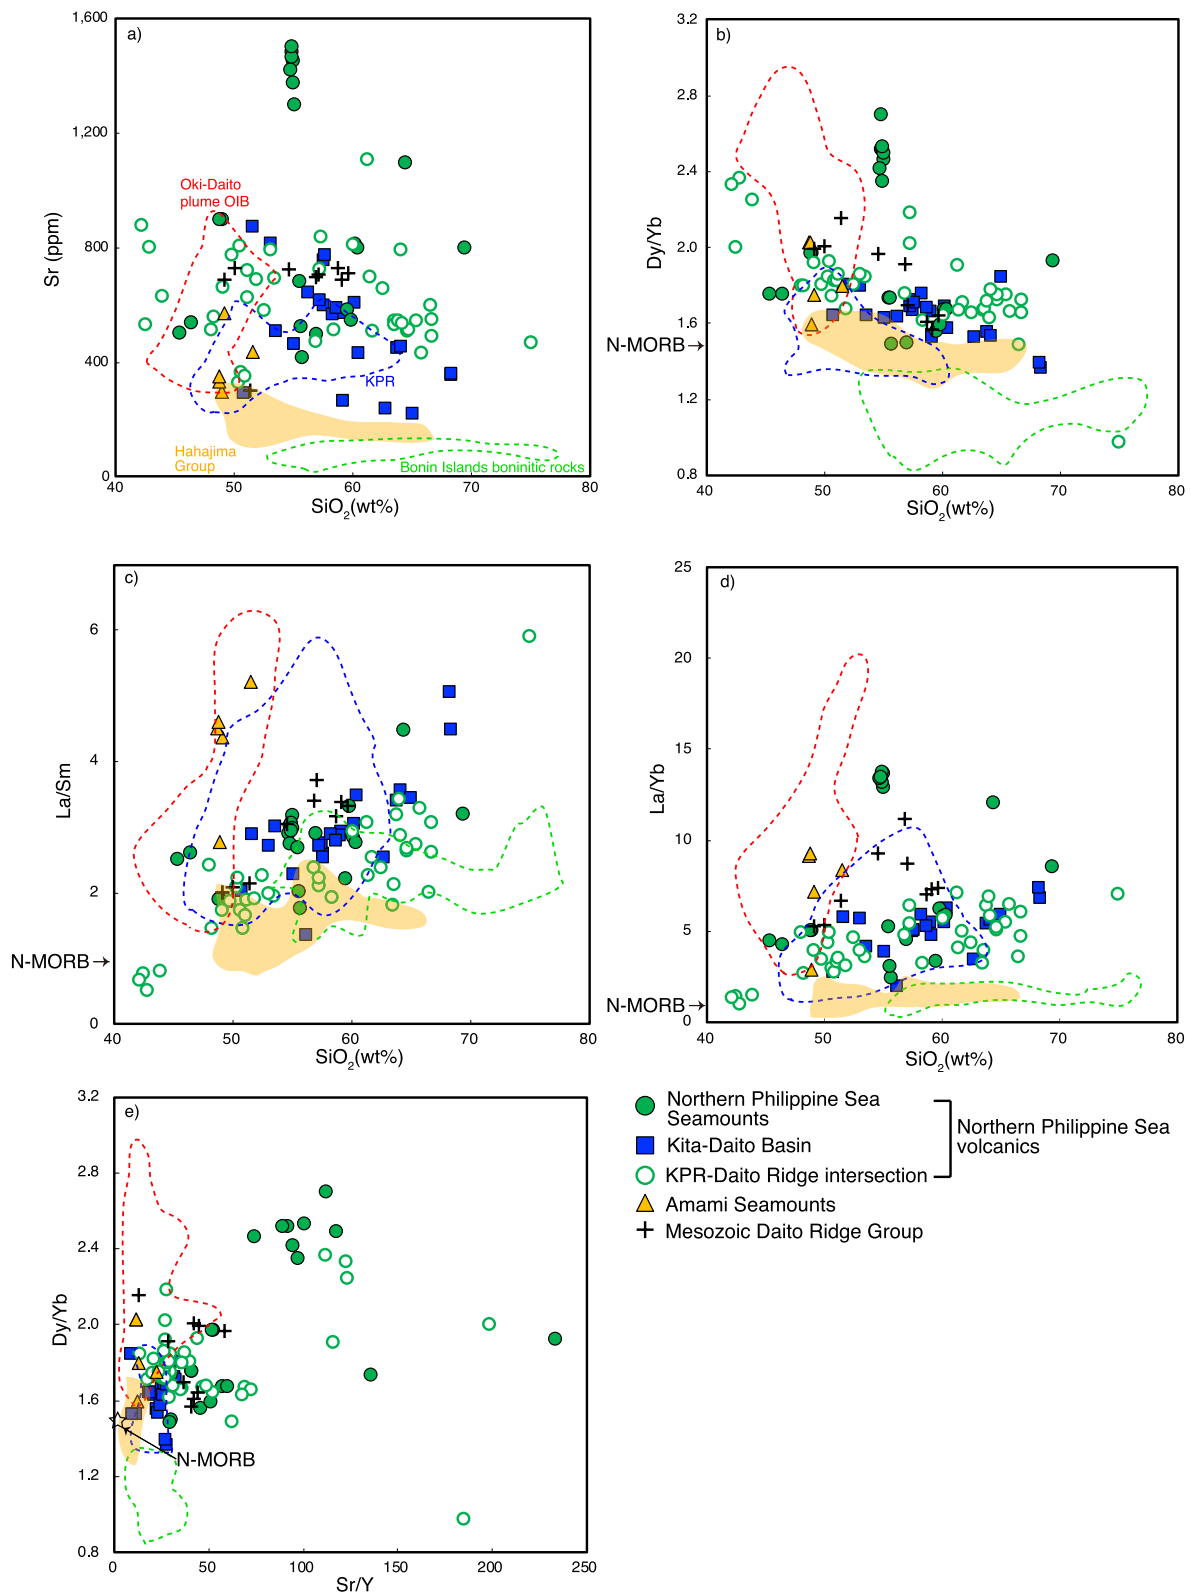 a)
1,600
1,200
800
400
0
Sr (ppm)
Oki-Daito
plume OIB
KPR
Hahajima
Group
Bonin Islands boninitic rocks
40
50
60
70
80
SiO2(wt%)
b)
3.2
2.8
2.4
2.0
1.6
1.2
0.8
Dy/Yb
N-MORB
40
50
60
70
80
SiO2(wt%)
c)
6
4
2
0
La/Sm
N-MORB
40
50
60
70
80
SiO2(wt%)
d)
25
20
15
10
5
0
La/Yb
N-MORB
40
50
60
70
80
SiO2(wt%)
e)
3.2
2.8
2.4
2.0
1.6
1.2
0.8
Dy/Yb
N-MORB
0
50
100
150
200
250
Sr/Y
Northern Philippine Sea
Seamounts
Kita-Daito Basin
KPR-Daito Ridge intersection
Northern Philippine Sea
volcanics
Amami Seamounts
Mesozoic Daito Ridge Group